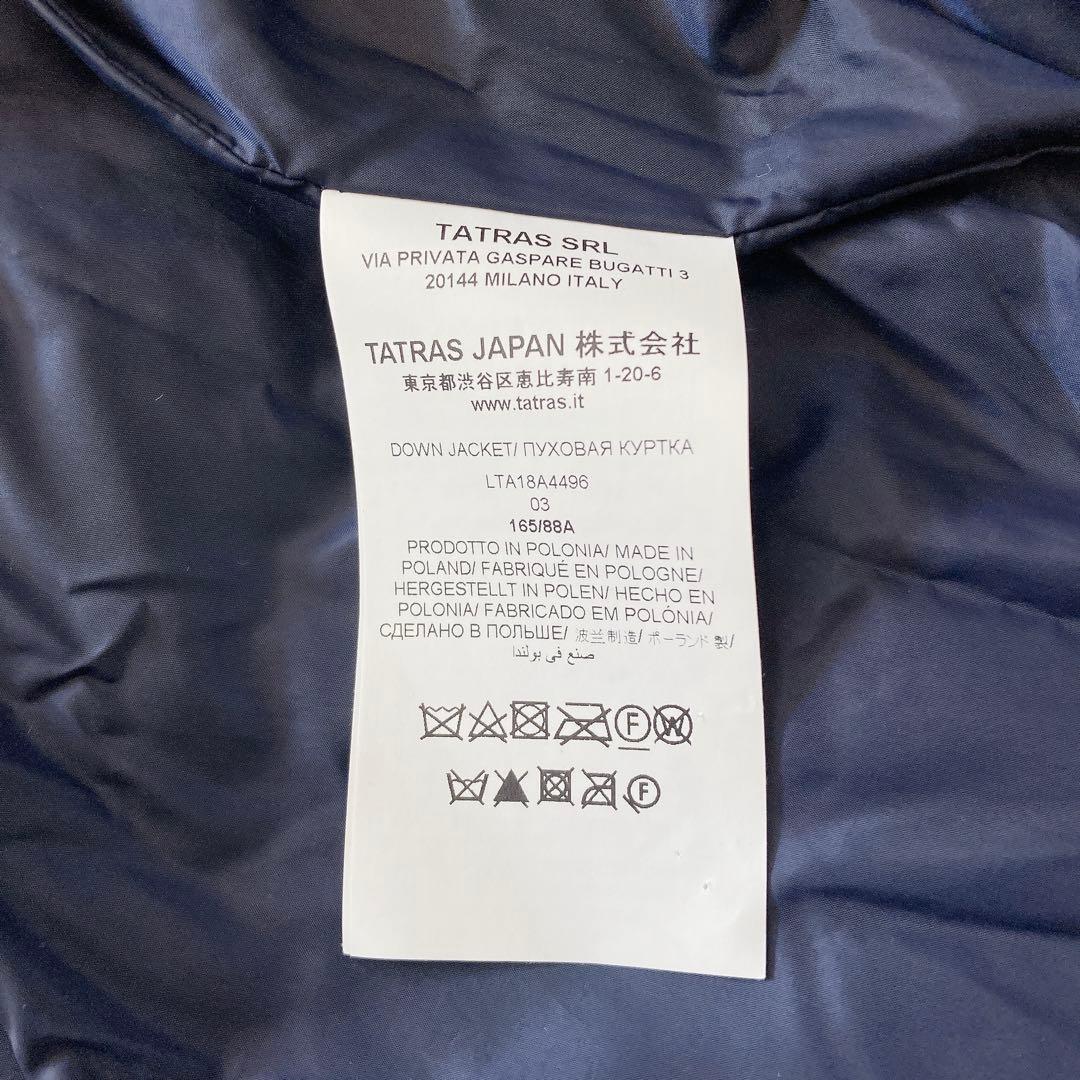 TATRAS SRL
VIA PRIVATA GASPARE BUGATTI 3
20144 MILANO ITALY
TATRAS JAPAN 株式会社
東京都渋谷区恵比寿南 1-20-6
www.tatras.it
DOWN JACKET/ ПУХОВАЯ КУРТКА
LTA18A4496
03
165/88A
PRODOTTO IN POLONIA/ MADE IN
POLAND/ FABRIQUÉ EN POLOGNE/
HERGESTELLT IN POLEN/ HECHO EN
POLONIA/ FABRICADO EM POLÓNIA/
СДЕЛАНО В ПОЛЬШЕ/ 波兰制造/ ポーランド 製/
صنع في بولندا
F W
F